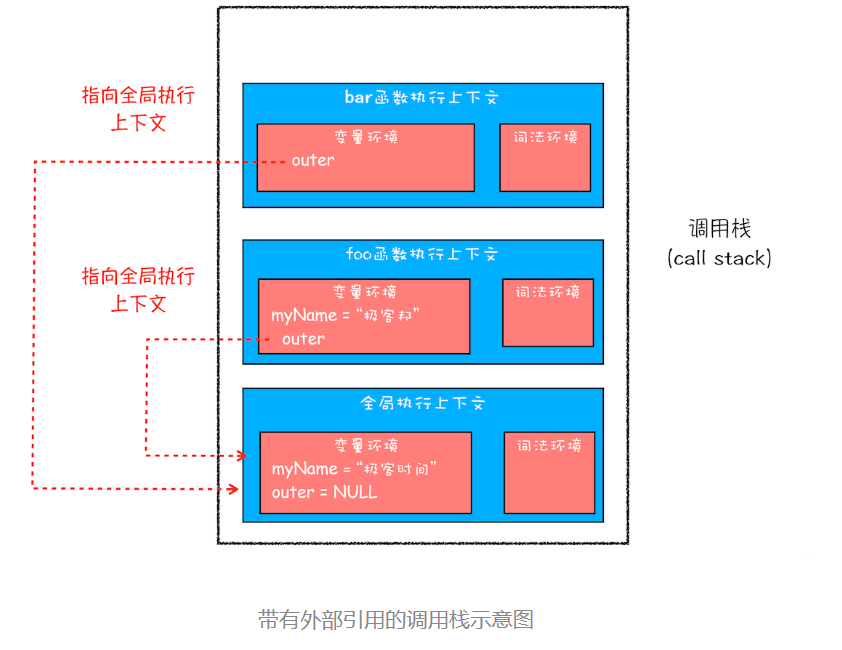 指向全局执行
上下文
bar函数执行上下文
变量环境
outer
词法环境
调用栈
(call stack)
指向全局执行
上下文
foo函数执行上下文
变量环境
myName = “极客邦”
outer
词法环境
全局执行上下文
变量环境
myName = “极客时间”
outer = NULL
词法环境
带有外部引用的调用栈示意图